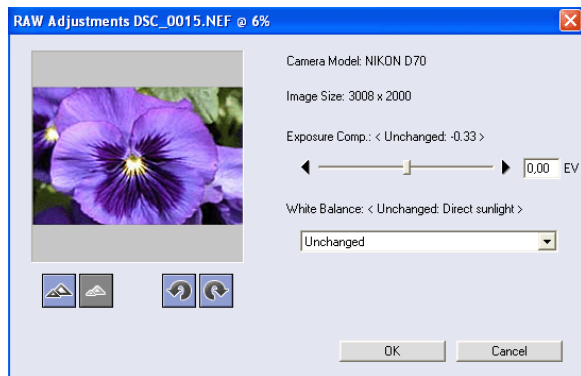 RAW Adjustments DSC_0015.NEF @ 6%
Camera Model: NIKON D70
Image Size: 3008 x 2000
Exposure Comp.: < Unchanged: -0.33 >
0,00 EV
White Balance: < Unchanged: Direct sunlight >
Unchanged
OK Cancel